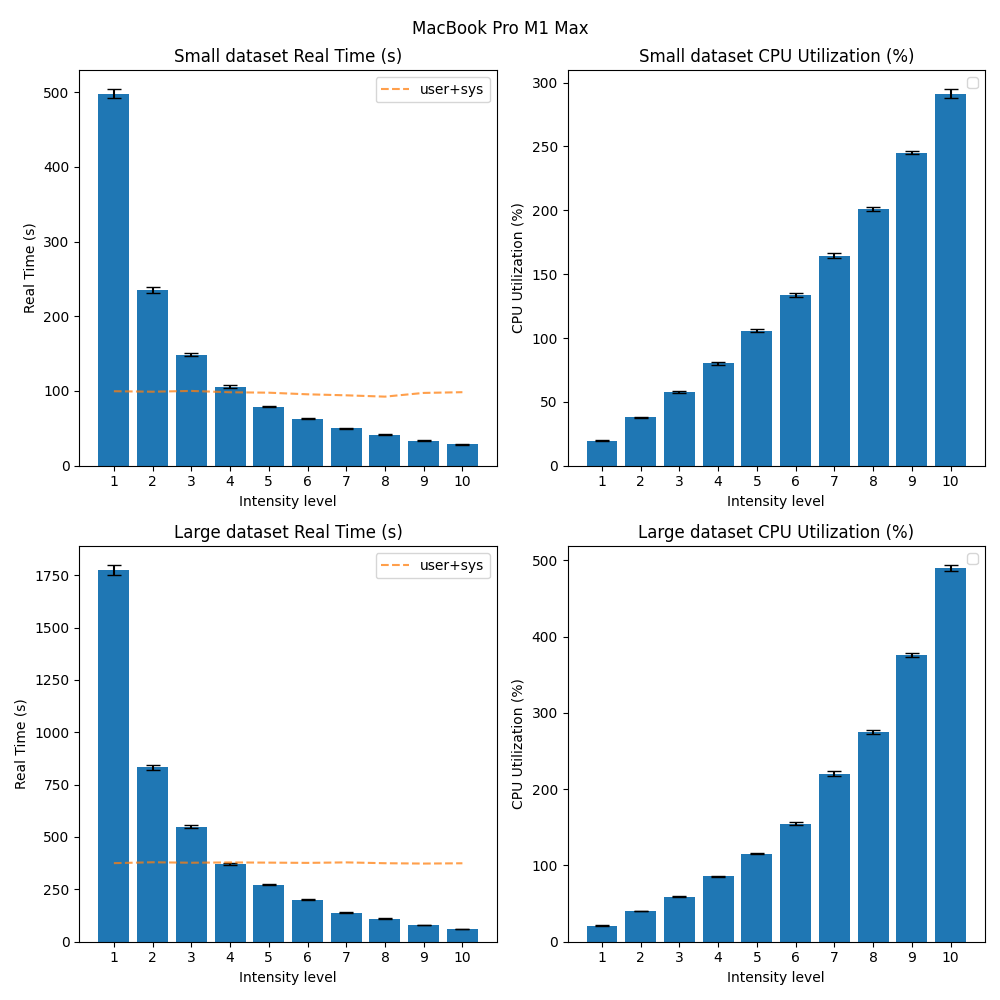 MacBook Pro M1 Max
Small dataset Real Time (s)
500
400
300
200
100
0
Real Time (s)
user+sys
1 2 3 4 5 6 7 8 9 10
Intensity level
Small dataset CPU Utilization (%)
300
250
200
150
100
50
0
CPU Utilization (%)
1 2 3 4 5 6 7 8 9 10
Intensity level
Large dataset Real Time (s)
1750
1500
1250
1000
750
500
250
0
Real Time (s)
user+sys
1 2 3 4 5 6 7 8 9 10
Intensity level
Large dataset CPU Utilization (%)
500
400
300
200
100
0
CPU Utilization (%)
1 2 3 4 5 6 7 8 9 10
Intensity level